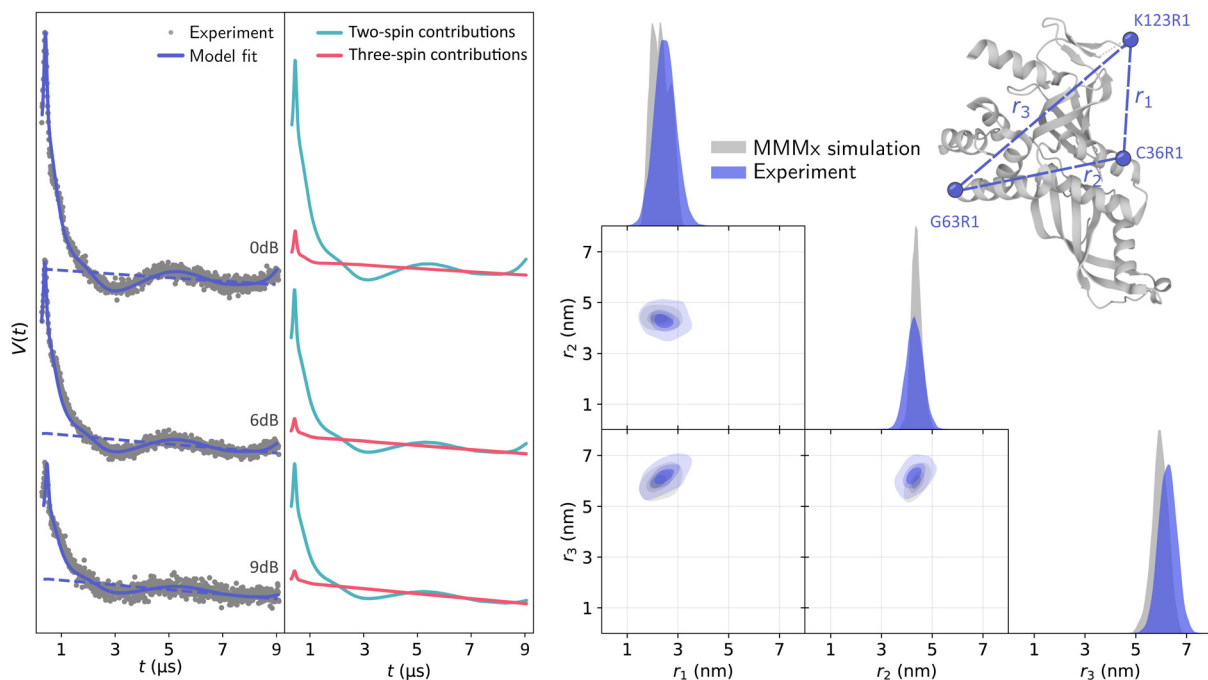 Experiment
Model fit
Two-spin contributions
Three-spin contributions
0dB
6dB
9dB
V(t)
1 3 5 7 9
t (μs)
1 3 5 7 9
t (μs)
MMMx simulation
Experiment
K123R1
r1
r3
C36R1
r2
G63R1
7
5
3
1
r2 (nm)
7
5
3
1
r3 (nm)
1 3 5 7
r1 (nm)
1 3 5 7
r2 (nm)
1 3 5 7
r3 (nm)